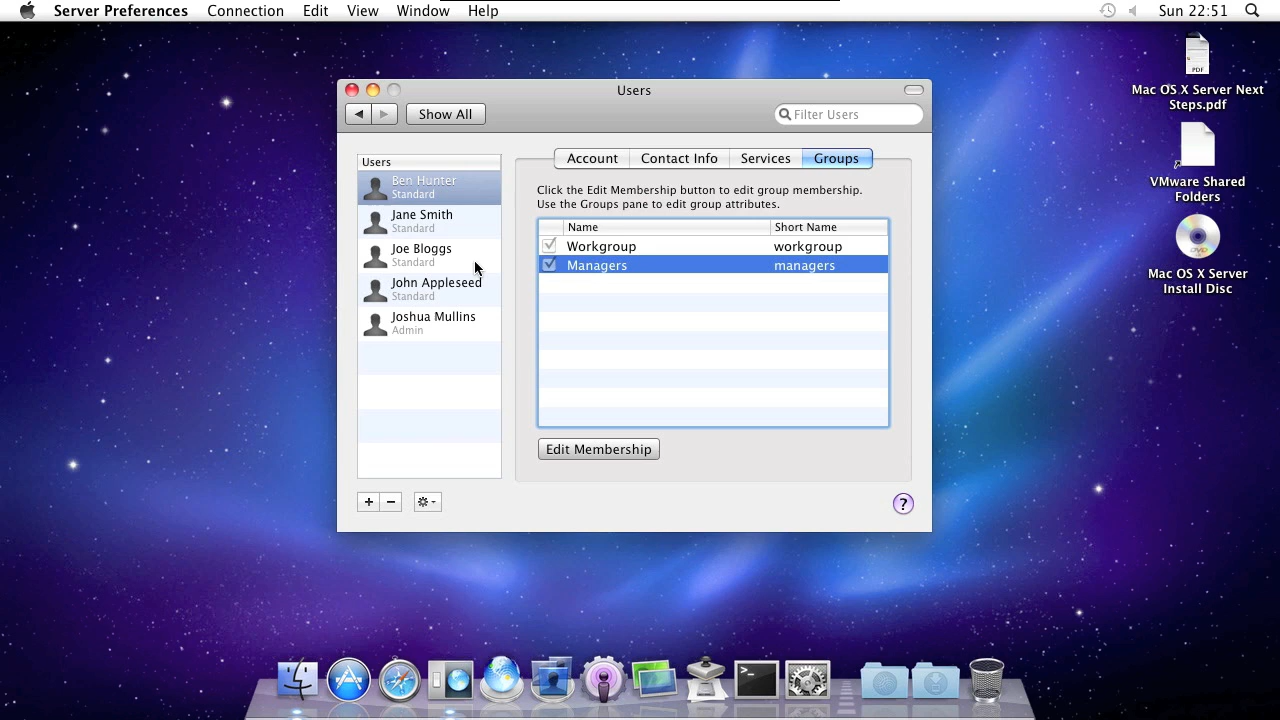 Server Preferences Connection Edit View Window Help Sun 22:51
PDF
Mac OS X Server Next
Steps.pdf
VMware Shared
Folders
DVD
Mac OS X Server
Install Disc
Users
Show All
Filter Users
Users
Ben Hunter
Standard
Jane Smith
Standard
Joe Bloggs
Standard
John Appleseed
Standard
Joshua Mullins
Admin
Account Contact Info Services Groups
Click the Edit Membership button to edit group membership.
Use the Groups pane to edit group attributes.
Name Short Name
Workgroup workgroup
Managers managers
Edit Membership
+ −
?
>_